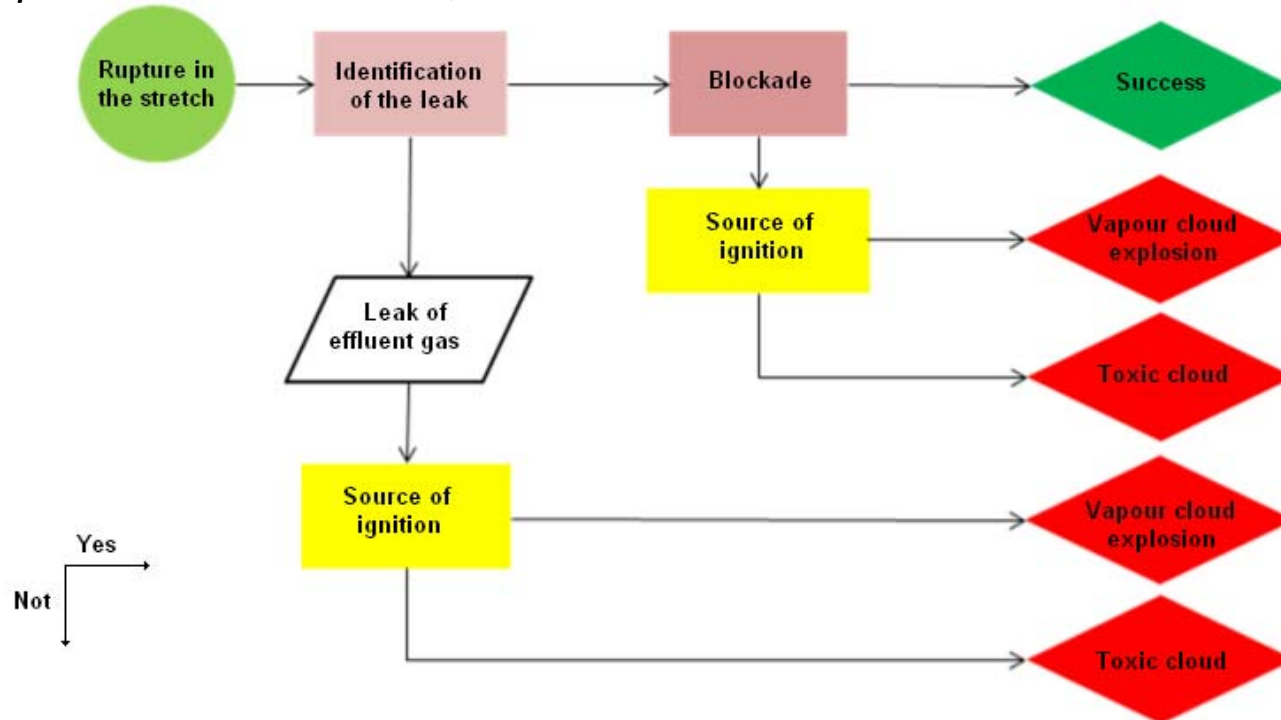 Rupture in
the stretch
Identification
of the leak
Blockade
Success
Source of
ignition
Vapour cloud
explosion
Leak of
effluent gas
Toxic cloud
Source of
ignition
Vapour cloud
explosion
Yes
Not
Toxic cloud